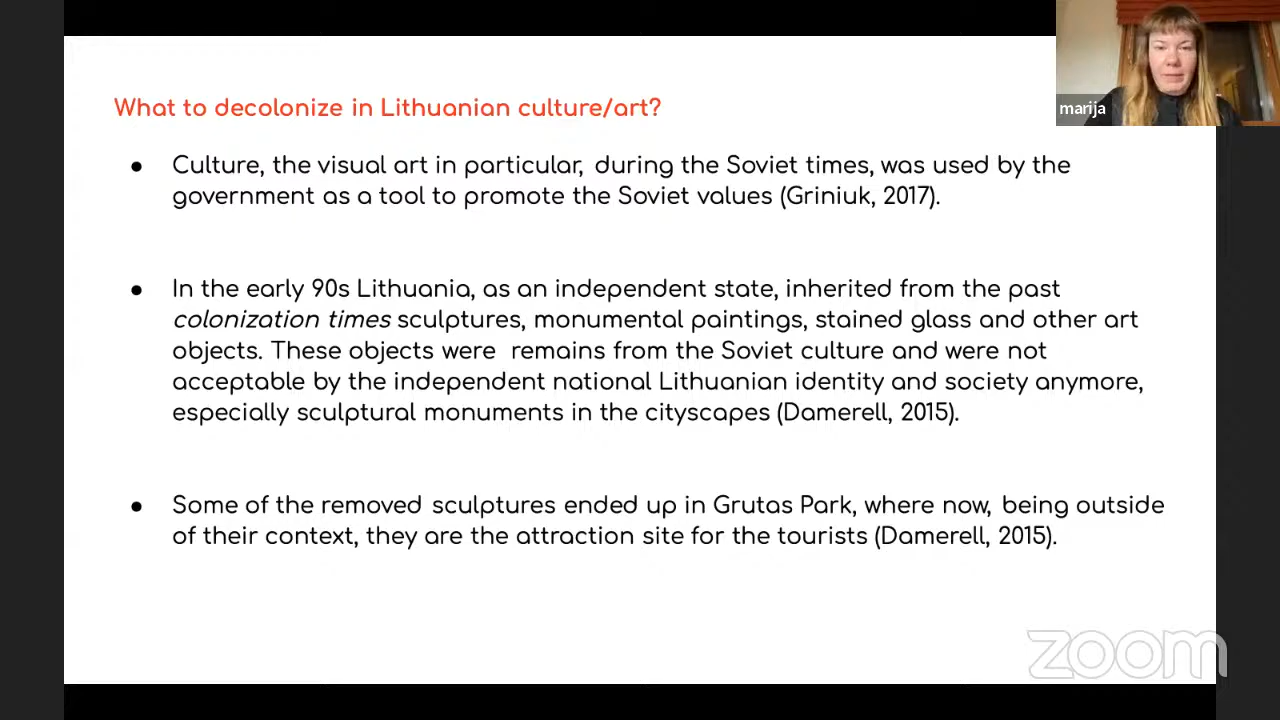 What to decolonize in Lithuanian culture/art?
● Culture, the visual art in particular, during the Soviet times, was used by the
government as a tool to promote the Soviet values (Griniuk, 2017).
● In the early 90s Lithuania, as an independent state, inherited from the past
colonization times sculptures, monumental paintings, stained glass and other art
objects. These objects were remains from the Soviet culture and were not
acceptable by the independent national Lithuanian identity and society anymore,
especially sculptural monuments in the cityscapes (Damerell, 2015).
● Some of the removed sculptures ended up in Grutas Park, where now, being outside
of their context, they are the attraction site for the tourists (Damerell, 2015).
marija
zoom